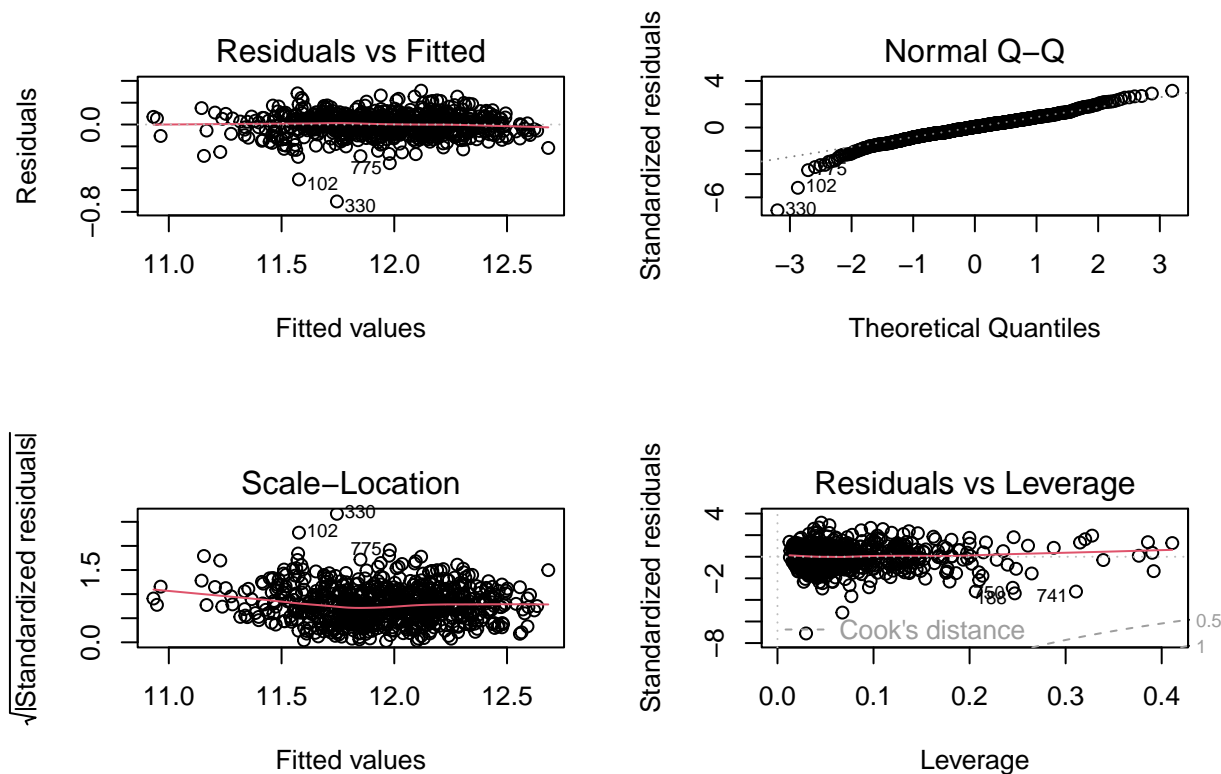 Residuals vs Fitted
Residuals
0.0
−0.8
775
102
330
11.0 11.5 12.0 12.5
Fitted values
Normal Q−Q
Standardized residuals
4
0
−6
775
102
330
−3 −2 −1 0 1 2 3
Theoretical Quantiles
Scale−Location
√|Standardized residuals|
1.5
0.0
330
102
775
11.0 11.5 12.0 12.5
Fitted values
Residuals vs Leverage
Standardized residuals
4
−2
−8
188
741
Cook's distance
0.5
1
0.0 0.1 0.2 0.3 0.4
Leverage